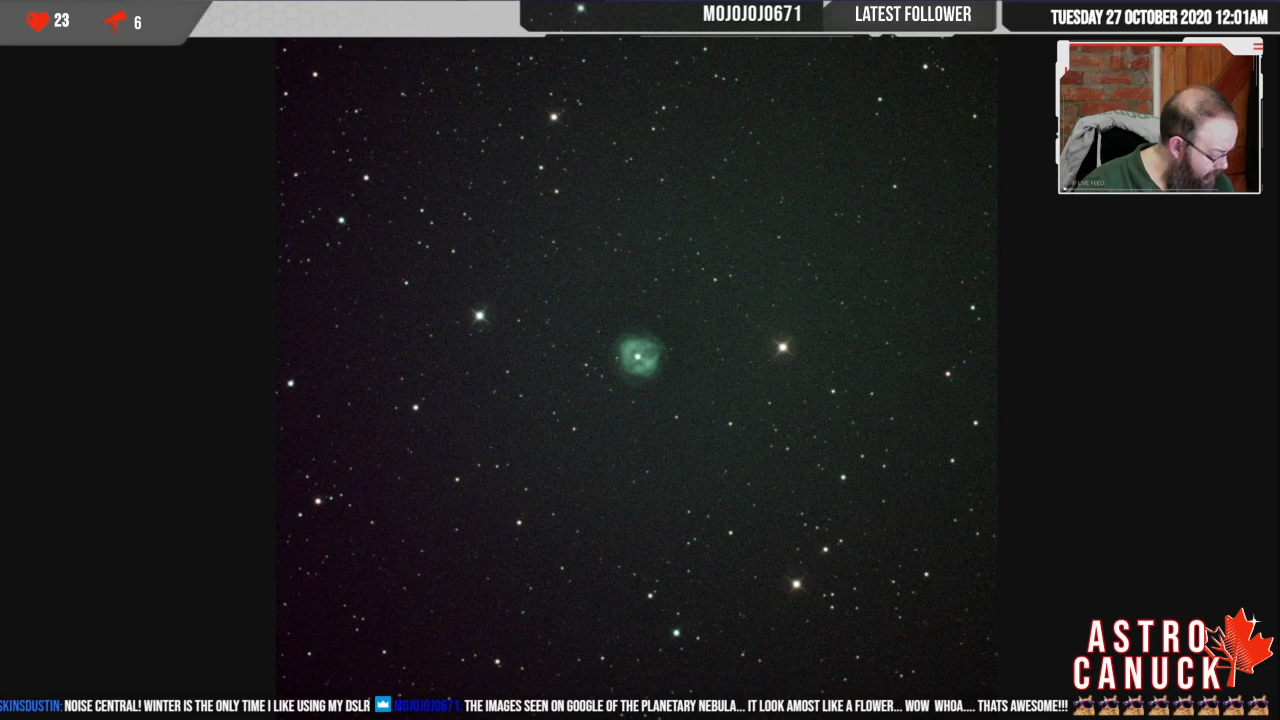 23
6
MOJOJOJO671
LATEST FOLLOWER
TUESDAY 27 OCTOBER 2020 12:01AM
// LIVE FEED
ASTRO
CANUCK
SKINSDUSTIN: NOISE CENTRAL! WINTER IS THE ONLY TIME I LIKE USING MY DSLR MOJOJOJO671: THE IMAGES SEEN ON GOOGLE OF THE PLANETARY NEBULA... IT LOOK AMOST LIKE A FLOWER... WOW WHOA.... THATS AWESOME!!!